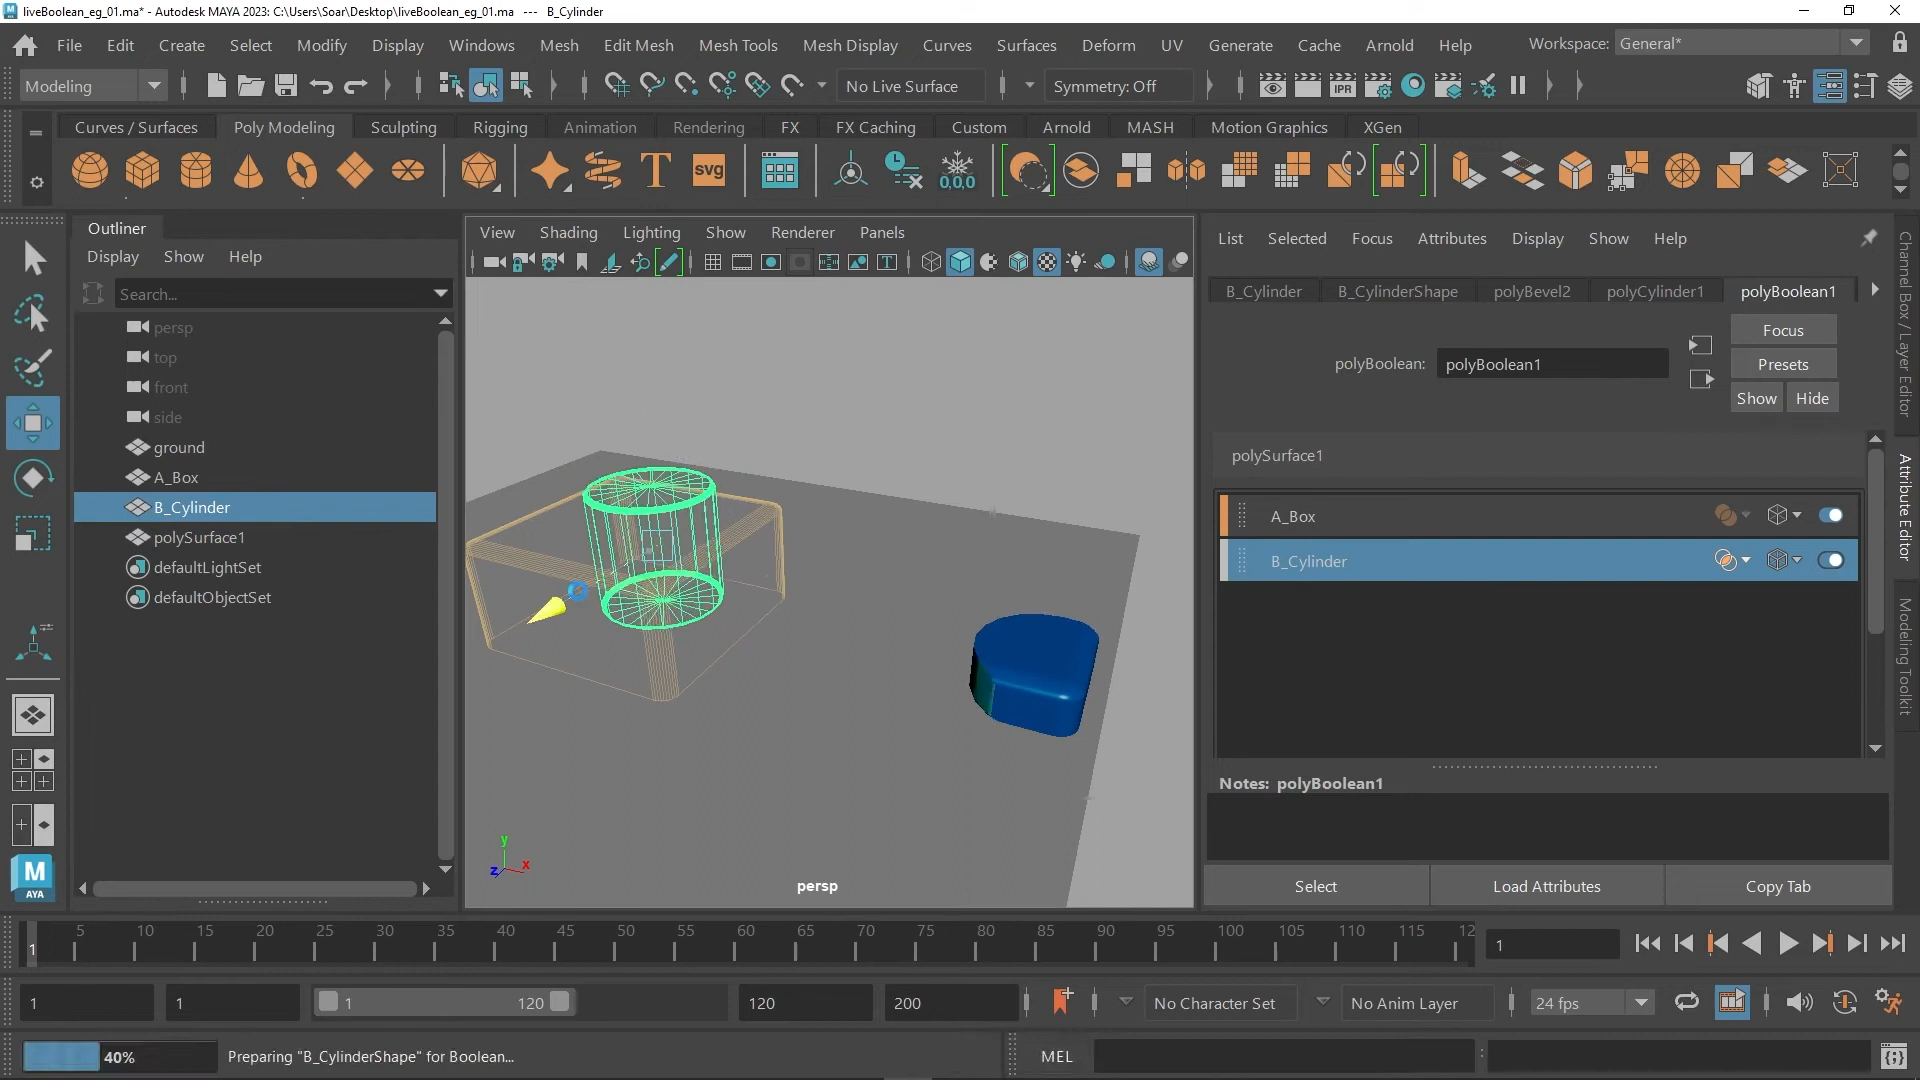 liveBoolean_eg_01.ma* - Autodesk MAYA 2023: C:\Users\Soar\Desktop\liveBoolean_eg_01.ma --- B_Cylinder
File Edit Create Select Modify Display Windows Mesh Edit Mesh Mesh Tools Mesh Display Curves Surfaces Deform UV Generate Cache Arnold Help Workspace: General*
Modeling No Live Surface Symmetry: Off IPR
Curves / Surfaces Poly Modeling Sculpting Rigging Animation Rendering FX FX Caching Custom Arnold MASH Motion Graphics XGen
T svg 0,0,0
Outliner
Display Show Help
Search...
persp
top
front
side
ground
A_Box
B_Cylinder
polySurface1
defaultLightSet
defaultObjectSet
View Shading Lighting Show Renderer Panels
y
z x
persp
List Selected Focus Attributes Display Show Help
B_Cylinder B_CylinderShape polyBevel2 polyCylinder1 polyBoolean1
Focus
polyBoolean: polyBoolean1 Presets
Show Hide
polySurface1
A_Box
B_Cylinder
Notes: polyBoolean1
Select Load Attributes Copy Tab
Channel Box / Layer Editor
Attribute Editor
Modeling Toolkit
M
AYA
5 10 15 20 25 30 35 40 45 50 55 60 65 70 75 80 85 90 95 100 105 110 115 12
1 1
1 1 1 120 120 200 No Character Set No Anim Layer 24 fps
40% Preparing "B_CylinderShape" for Boolean... MEL